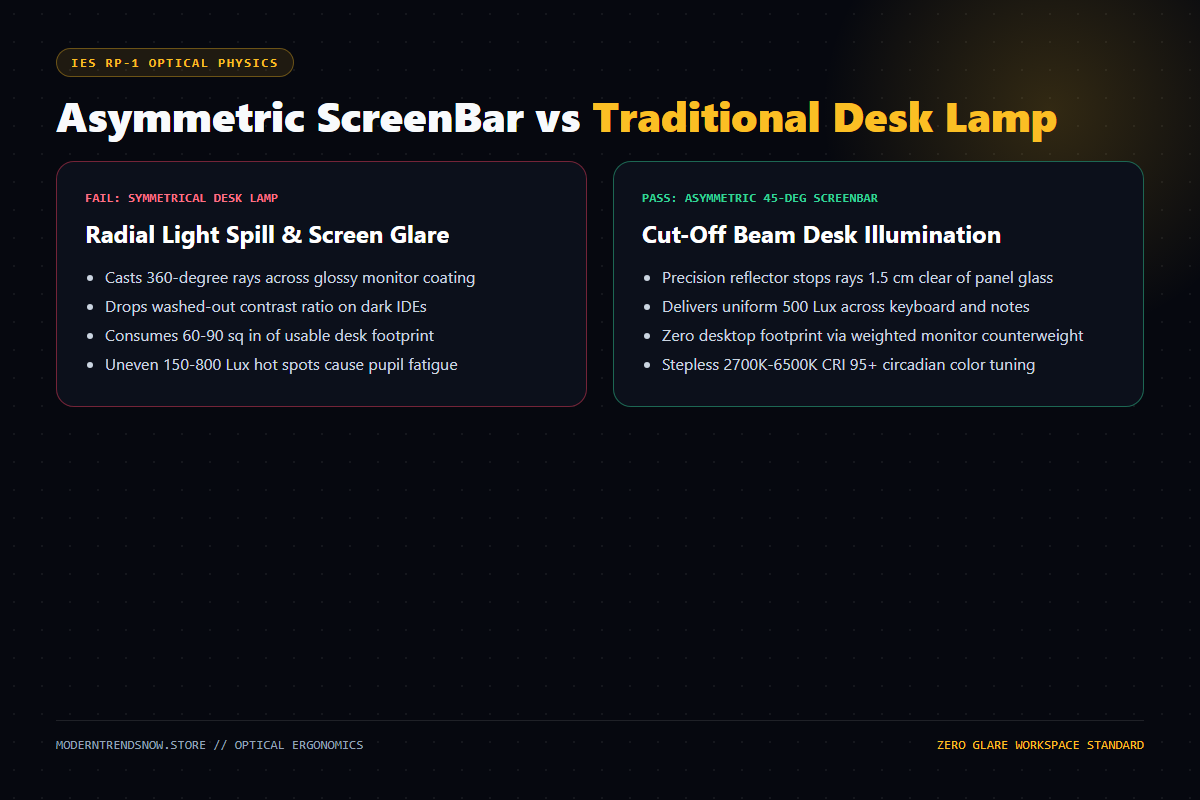 IES RP-1 OPTICAL PHYSICS
Asymmetric ScreenBar vs Traditional Desk Lamp
FAIL: SYMMETRICAL DESK LAMP
Radial Light Spill & Screen Glare
• Casts 360-degree rays across glossy monitor coating
• Drops washed-out contrast ratio on dark IDEs
• Consumes 60-90 sq in of usable desk footprint
• Uneven 150-800 Lux hot spots cause pupil fatigue
PASS: ASYMMETRIC 45-DEG SCREENBAR
Cut-Off Beam Desk Illumination
• Precision reflector stops rays 1.5 cm clear of panel glass
• Delivers uniform 500 Lux across keyboard and notes
• Zero desktop footprint via weighted monitor counterweight
• Stepless 2700K-6500K CRI 95+ circadian color tuning
MODERNTRENDSNOW.STORE // OPTICAL ERGONOMICS
ZERO GLARE WORKSPACE STANDARD